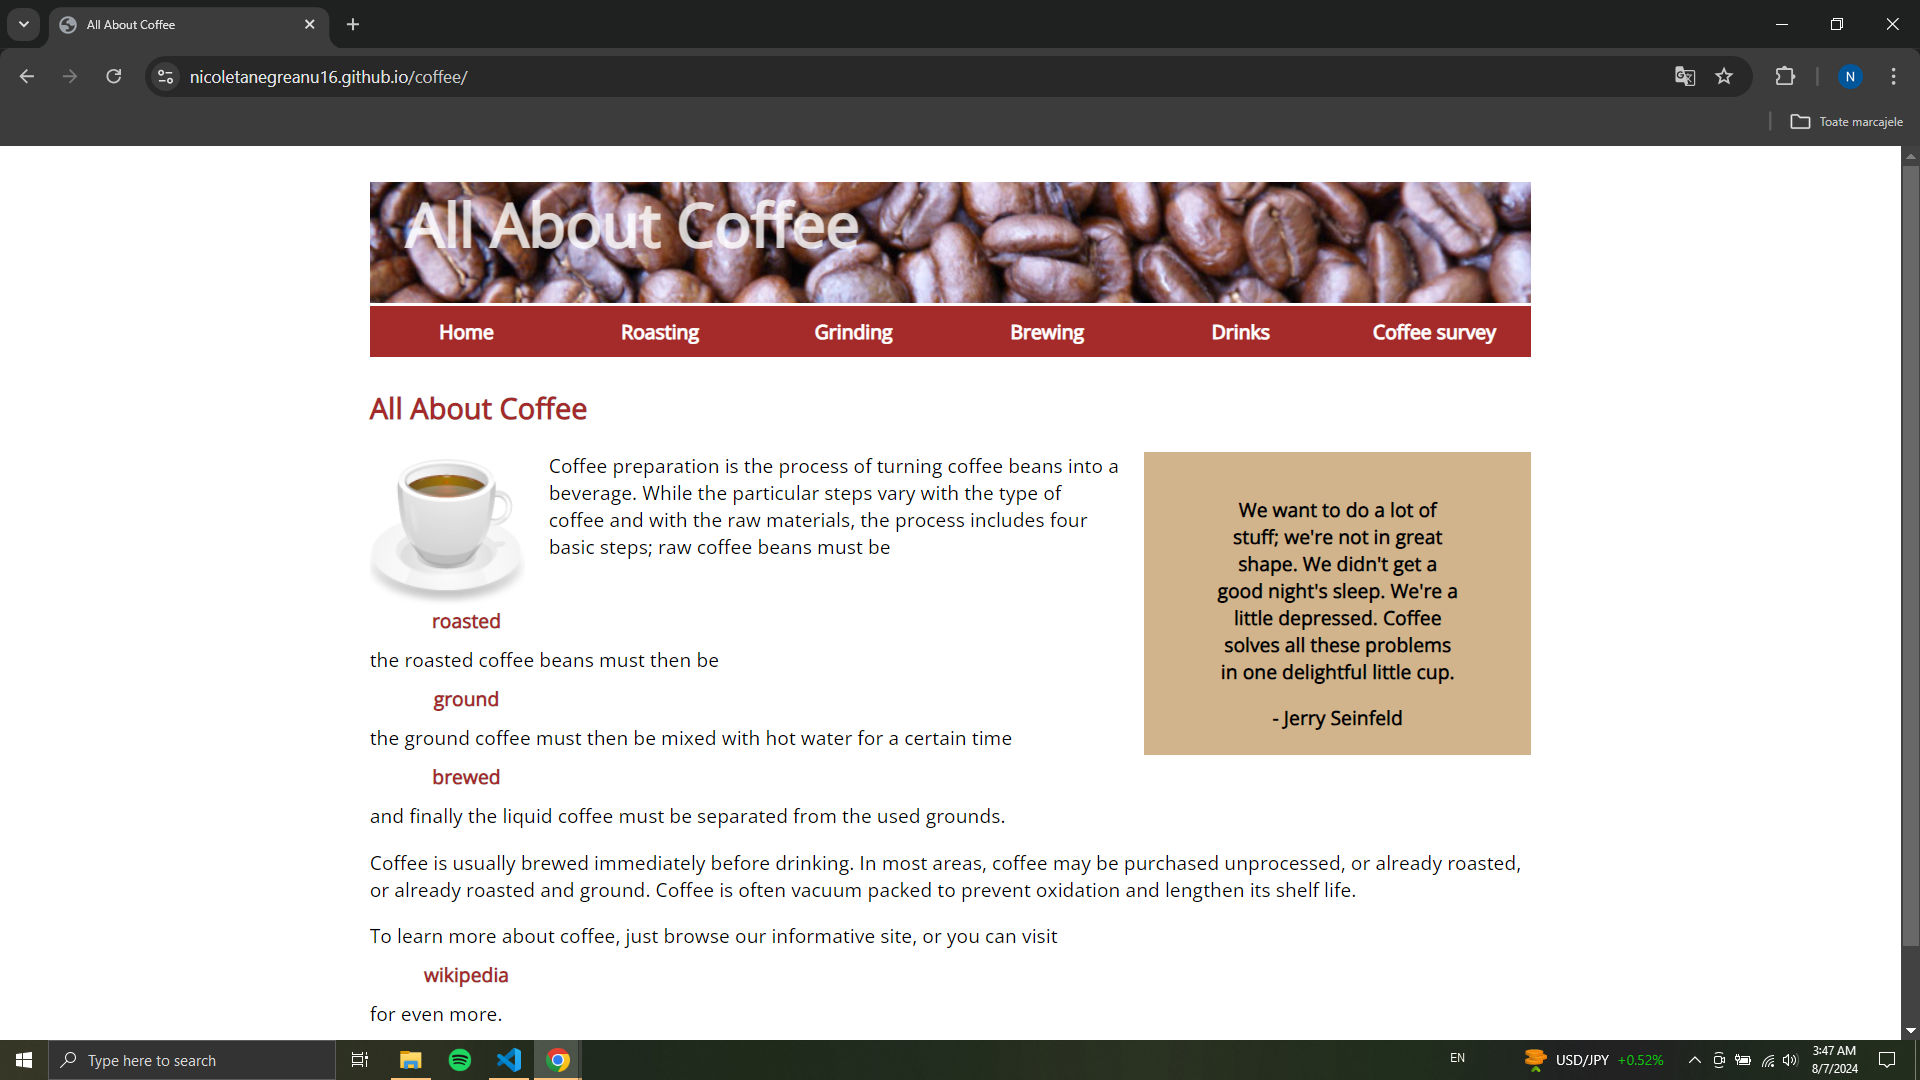 All About Coffee
nicoletanegreanu16.github.io/coffee/
N
Toate marcajele
All About Coffee
Home Roasting Grinding Brewing Drinks Coffee survey
All About Coffee
Coffee preparation is the process of turning coffee beans into a
beverage. While the particular steps vary with the type of
coffee and with the raw materials, the process includes four
basic steps; raw coffee beans must be
roasted
the roasted coffee beans must then be
ground
the ground coffee must then be mixed with hot water for a certain time
brewed
and finally the liquid coffee must be separated from the used grounds.
We want to do a lot of
stuff; we're not in great
shape. We didn't get a
good night's sleep. We're a
little depressed. Coffee
solves all these problems
in one delightful little cup.
- Jerry Seinfeld
Coffee is usually brewed immediately before drinking. In most areas, coffee may be purchased unprocessed, or already roasted,
or already roasted and ground. Coffee is often vacuum packed to prevent oxidation and lengthen its shelf life.
To learn more about coffee, just browse our informative site, or you can visit
wikipedia
for even more.
Type here to search
EN
USD/JPY +0.52%
3:47 AM
8/7/2024